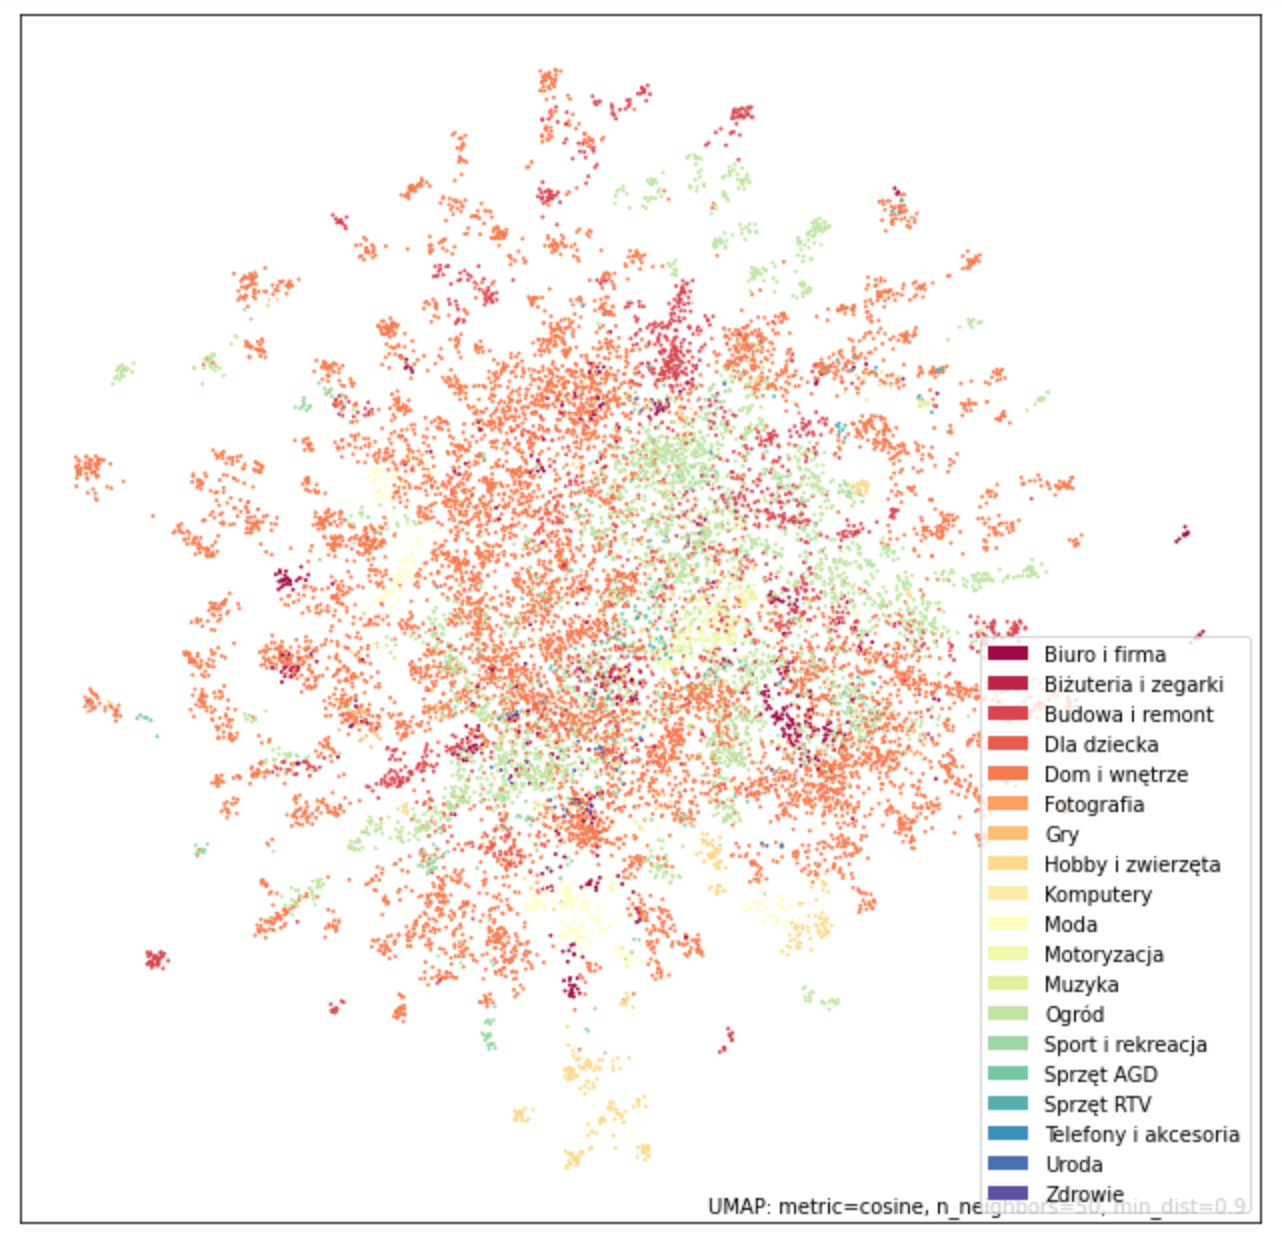 Biuro i firma
Biżuteria i zegarki
Budowa i remont
Dla dziecka
Dom i wnętrze
Fotografia
Gry
Hobby i zwierzęta
Komputery
Moda
Motoryzacja
Muzyka
Ogród
Sport i rekreacja
Sprzęt AGD
Sprzęt RTV
Telefony i akcesoria
Uroda
Zdrowie
UMAP: metric=cosine, n_neighbors=50, min_dist=0.9